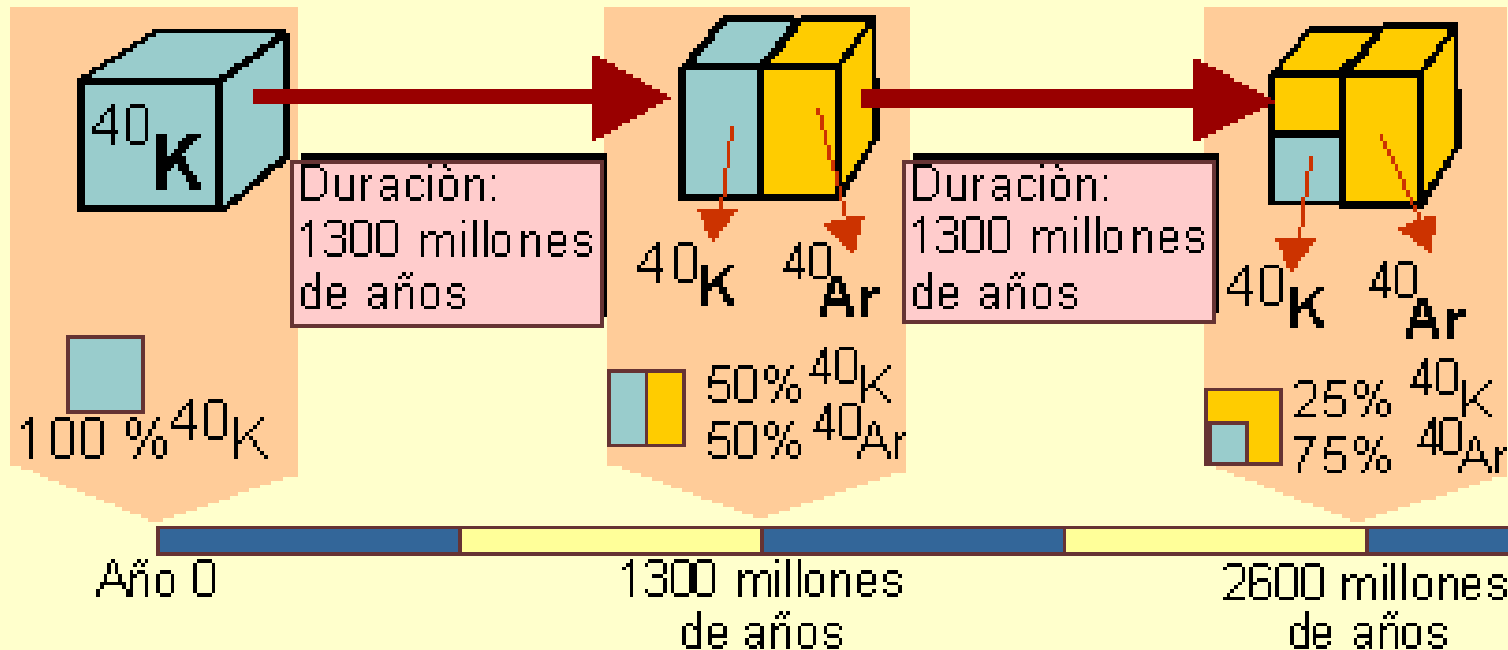 ⁴⁰K
Duraciòn:
1300 millones
de años
⁴⁰K ⁴⁰Ar
Duraciòn:
1300 millones
de años
⁴⁰K ⁴⁰Ar
100 % ⁴⁰K
50% ⁴⁰K
50% ⁴⁰Ar
25% ⁴⁰K
75% ⁴⁰Ar
Año 0
1300 millones
de años
2600 millones
de años